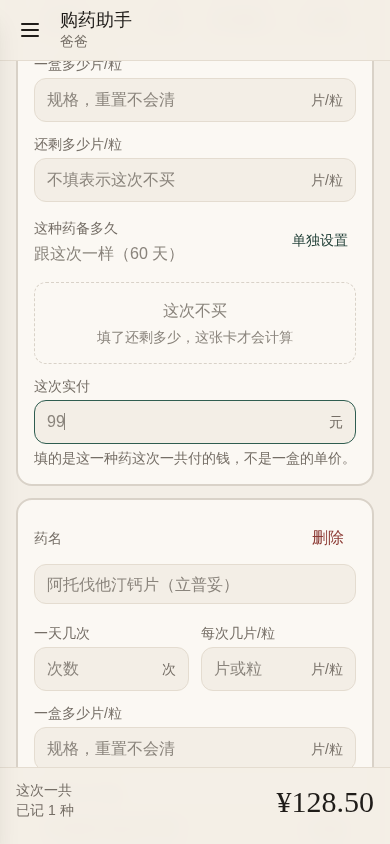 购药助手
爸爸
一盒多少片/粒
规格，重置不会清 片/粒
还剩多少片/粒
不填表示这次不买 片/粒
这种药备多久
跟这次一样（60 天） 单独设置
这次不买
填了还剩多少，这张卡才会计算
这次实付
99 元
填的是这一种药这次一共付的钱，不是一盒的单价。
药名 删除
阿托伐他汀钙片（立普妥）
一天几次 每次几片/粒
次数 次 片或粒 片/粒
一盒多少片/粒
规格，重置不会清 片/粒
这次一共
已记 1 种 ¥128.50